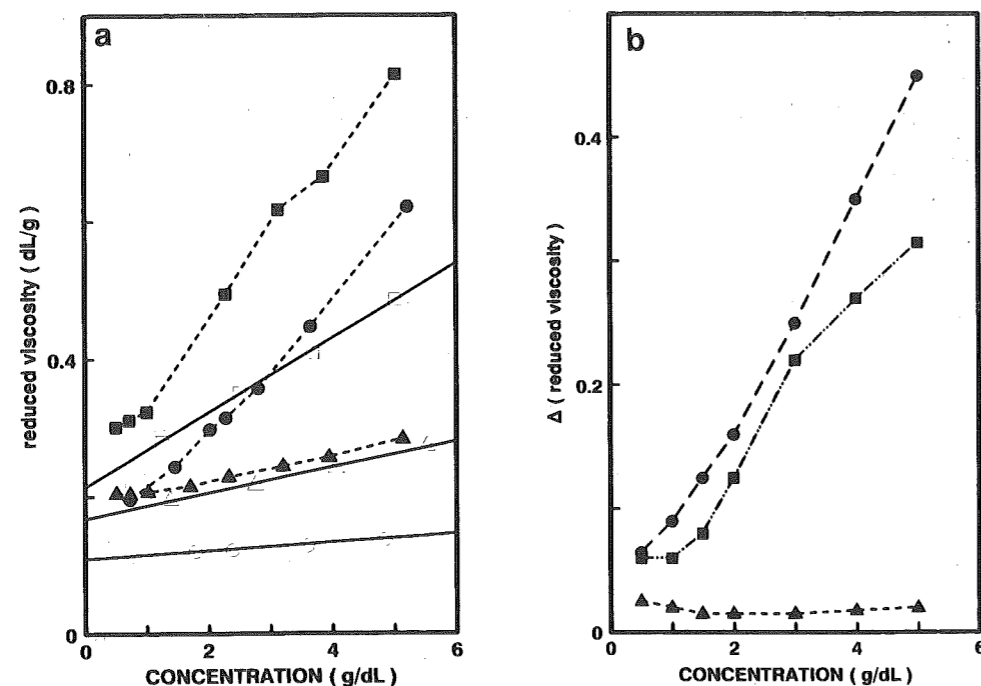 a
0.8
0.4
0
reduced viscosity ( dL/g )
0 2 4 6
CONCENTRATION ( g/dL )
b
0.4
0.2
0
Δ ( reduced viscosity )
0 2 4 6
CONCENTRATION ( g/dL )